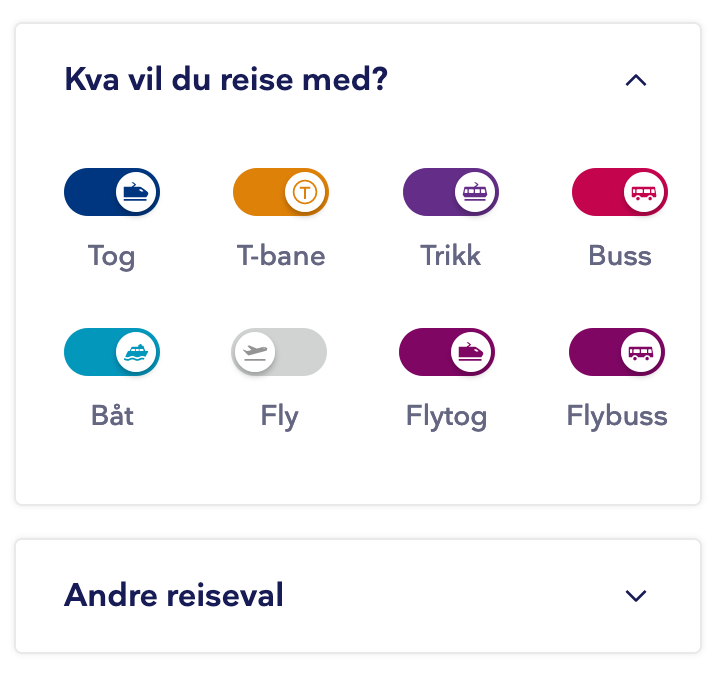 Kva vil du reise med?
Tog
T-bane
Trikk
Buss
Båt
Fly
Flytog
Flybuss
Andre reiseval